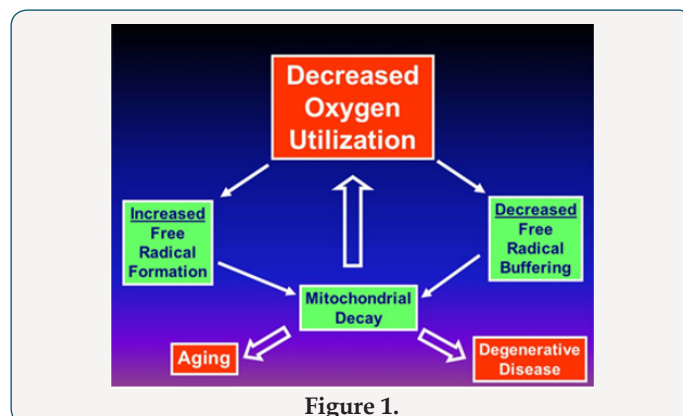 Decreased
Oxygen
Utilization
Increased
Free
Radical
Formation
Decreased
Free
Radical
Buffering
Mitochondrial
Decay
Aging
Degenerative
Disease
Figure 1.